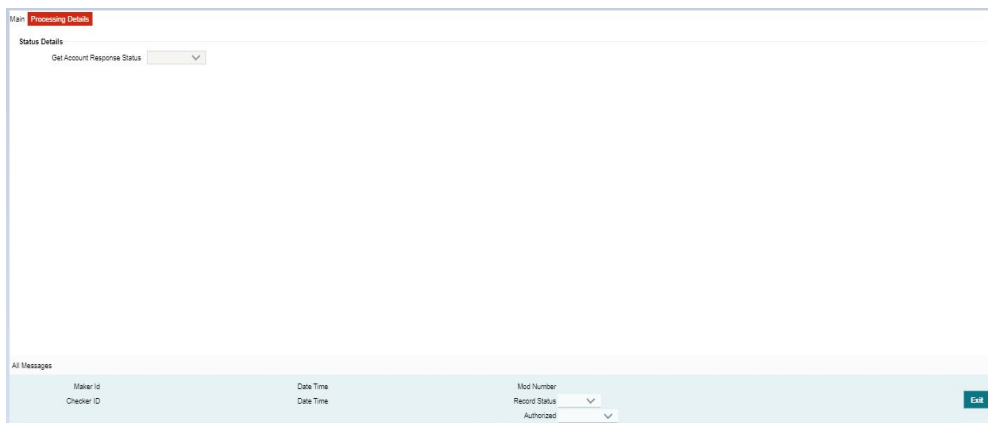 Main Processing Details
Status Details
Get Account Response Status
All Messages
Maker Id Date Time Mod Number
Checker ID Date Time Record Status Exit
Authorized